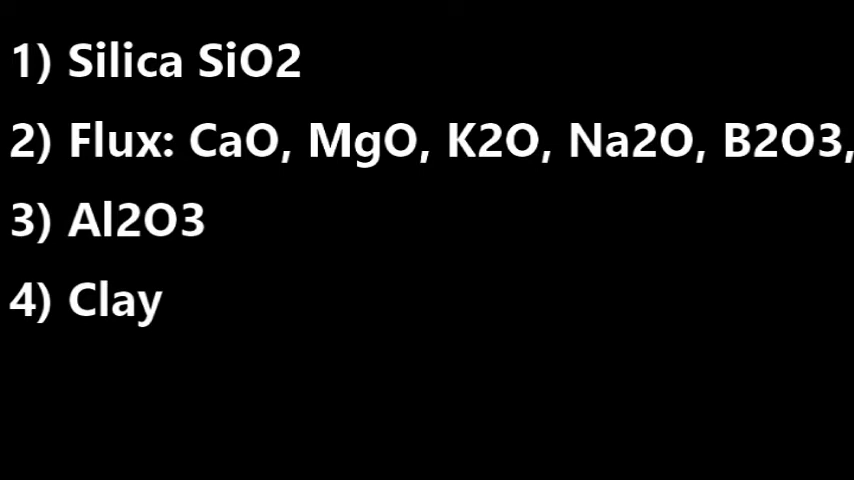 1) Silica SiO2
2) Flux: CaO, MgO, K2O, Na2O, B2O3,
3) Al2O3
4) Clay